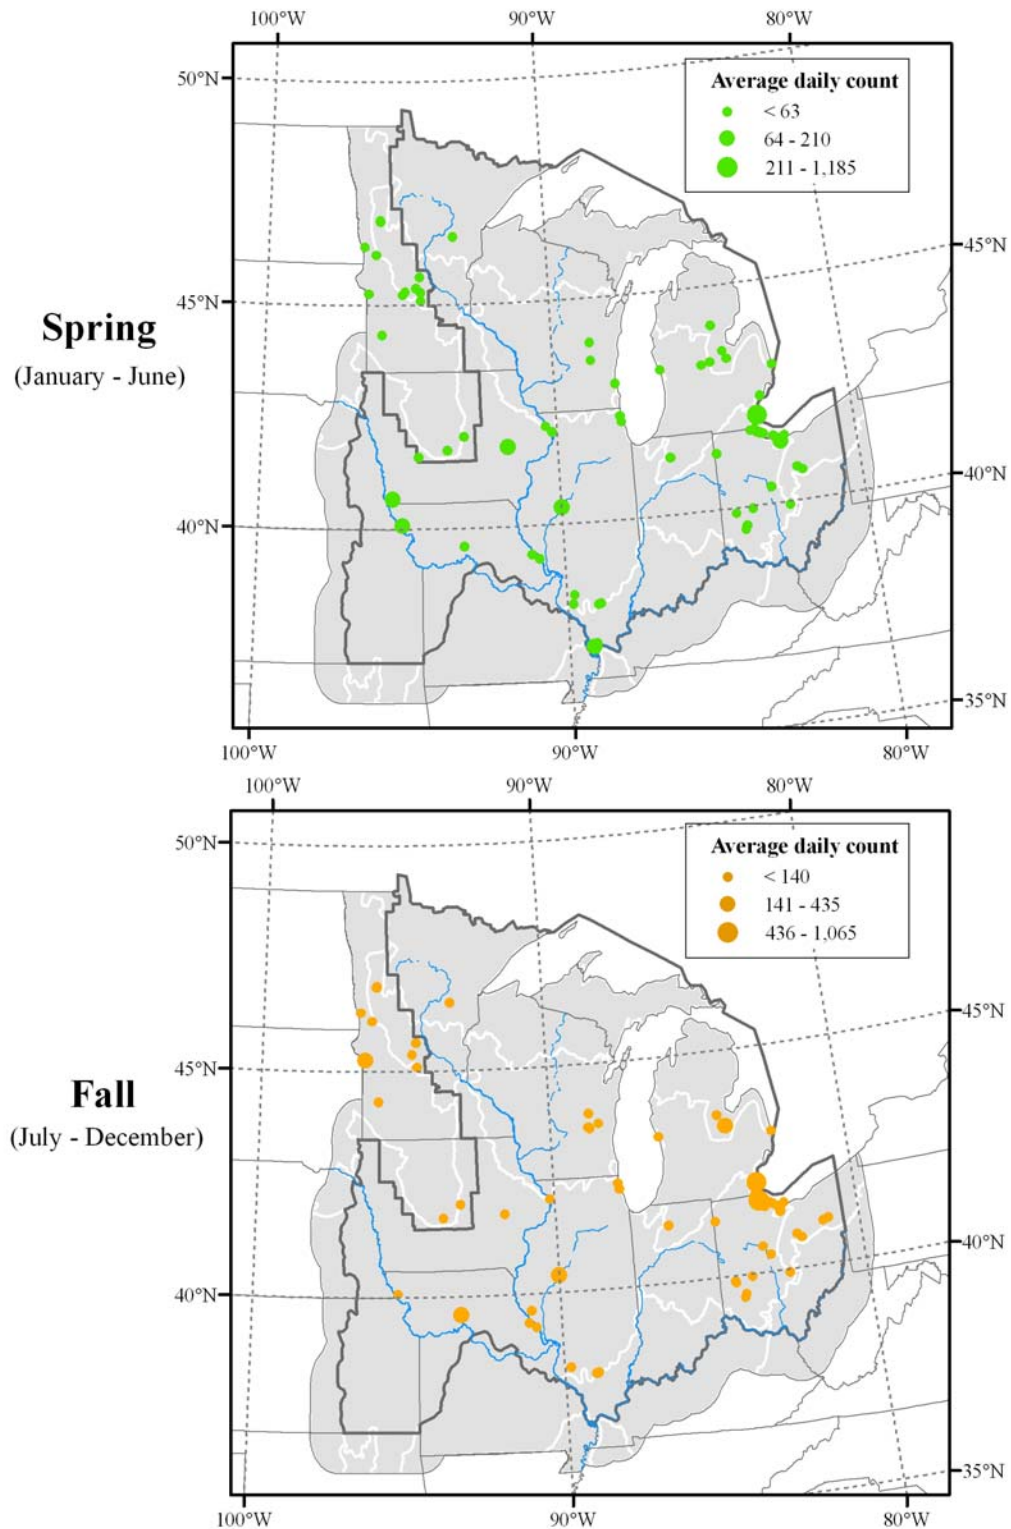 100°W 90°W 80°W
50°N
Average daily count
< 63
64 - 210
211 - 1,185
45°N
45°N
Spring
(January - June)
40°N
40°N
35°N
100°W 90°W 80°W
100°W 90°W 80°W
50°N
Average daily count
< 140
141 - 435
436 - 1,065
45°N
45°N
Fall
(July - December)
40°N
40°N
35°N
100°W 90°W 80°W